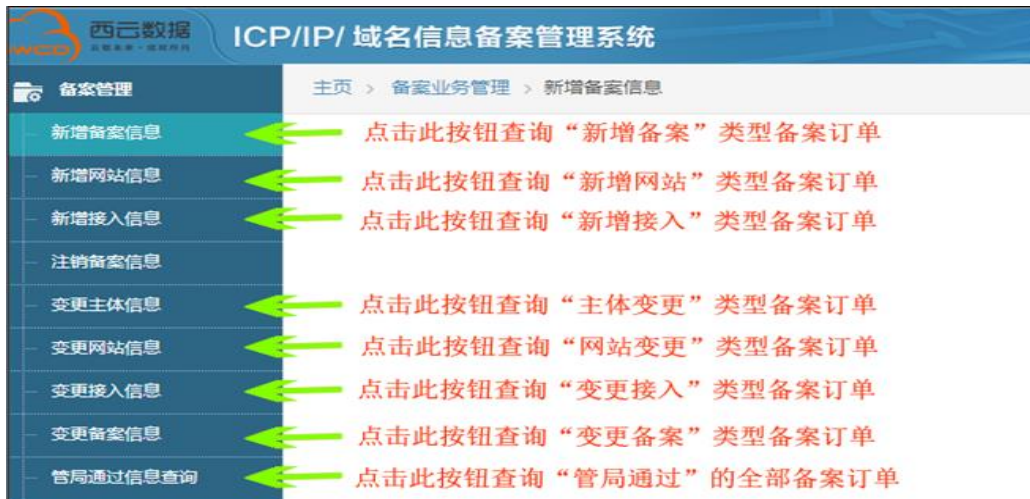 西云数据 ICP/IP/ 域名信息备案管理系统
备案管理 主页 > 备案业务管理 > 新增备案信息
新增备案信息 点击此按钮查询“新增备案”类型备案订单
新增网站信息 点击此按钮查询“新增网站”类型备案订单
新增接入信息 点击此按钮查询“新增接入”类型备案订单
注销备案信息
变更主体信息 点击此按钮查询“主体变更”类型备案订单
变更网站信息 点击此按钮查询“网站变更”类型备案订单
变更接入信息 点击此按钮查询“变更接入”类型备案订单
变更备案信息 点击此按钮查询“变更备案”类型备案订单
管局通过信息查询 点击此按钮查询“管局通过”的全部备案订单